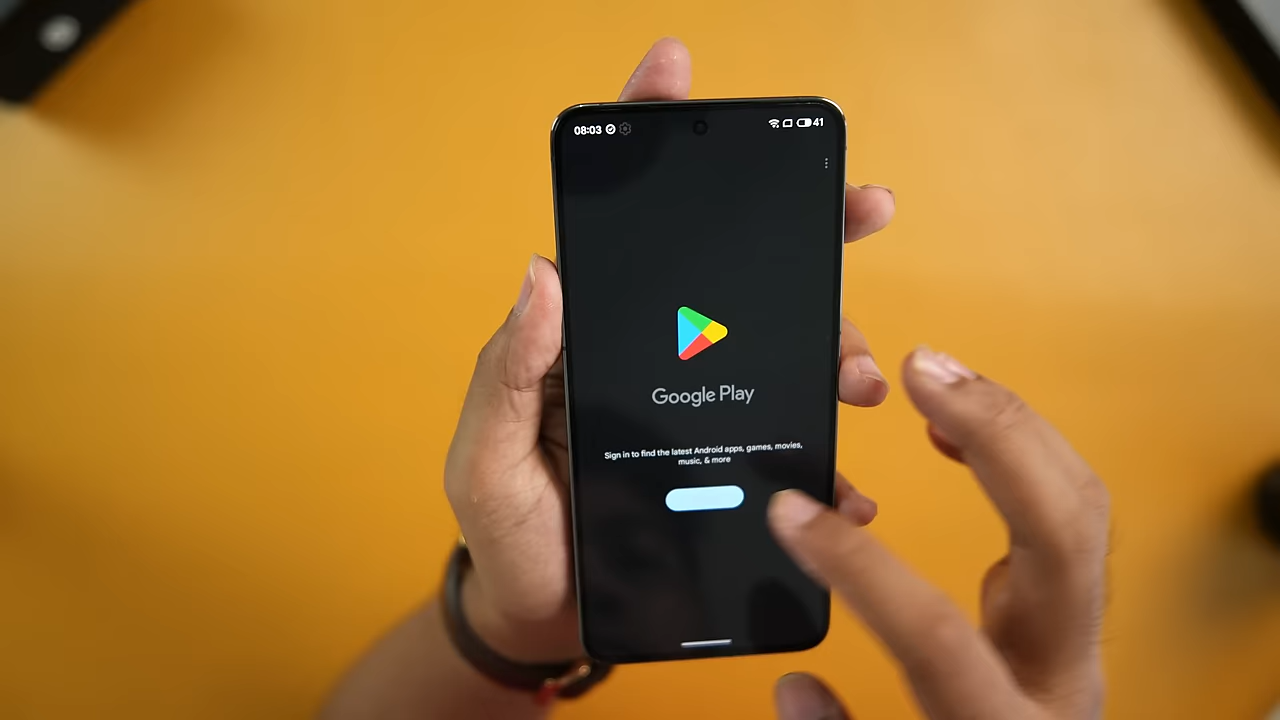 08:03
41
Google Play
Sign in to find the latest Android apps, games, movies,
music, & more